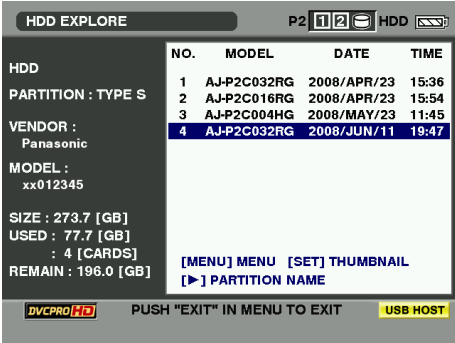 HDD EXPLORE
P2 1 2 HDD
HDD
PARTITION : TYPE S
VENDOR :
Panasonic
MODEL :
xx012345
SIZE : 273.7 [GB]
USED : 77.7 [GB]
: 4 [CARDS]
REMAIN : 196.0 [GB]
NO. MODEL DATE TIME
1 AJ-P2C032RG 2008/APR/23 15:36
2 AJ-P2C016RG 2008/APR/23 15:54
3 AJ-P2C004HG 2008/MAY/23 11:45
4 AJ-P2C032RG 2008/JUN/11 19:47
[MENU] MENU [SET] THUMBNAIL
[►] PARTITION NAME
DVCPRO HD PUSH "EXIT" IN MENU TO EXIT USB HOST